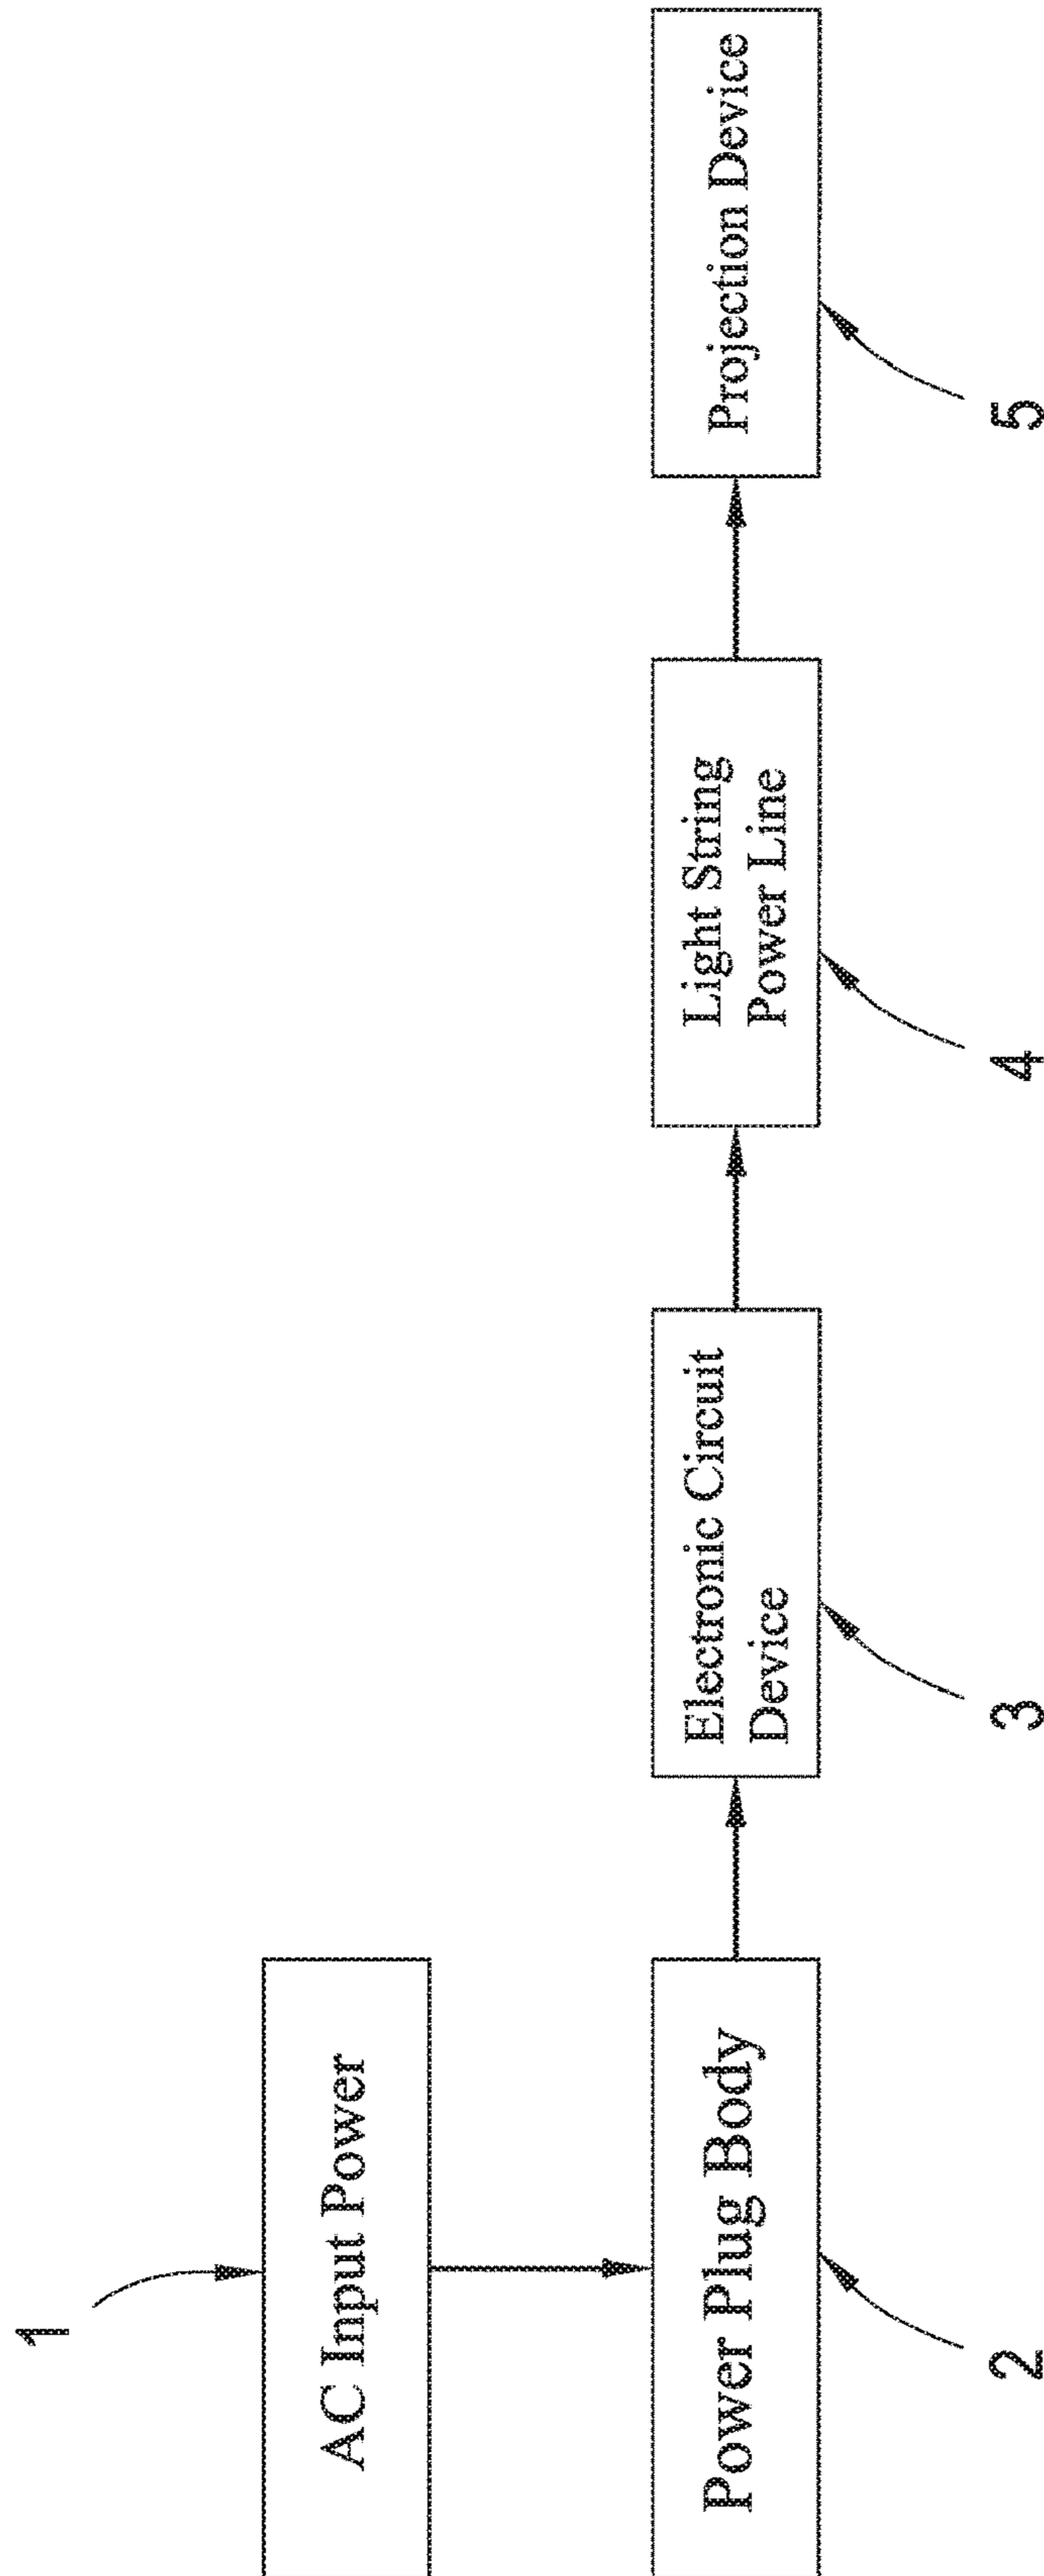 1
AC Input Power
Power Plug Body
2
Electronic Circuit
Device
3
Light String
Power Line
4
Projection Device
5